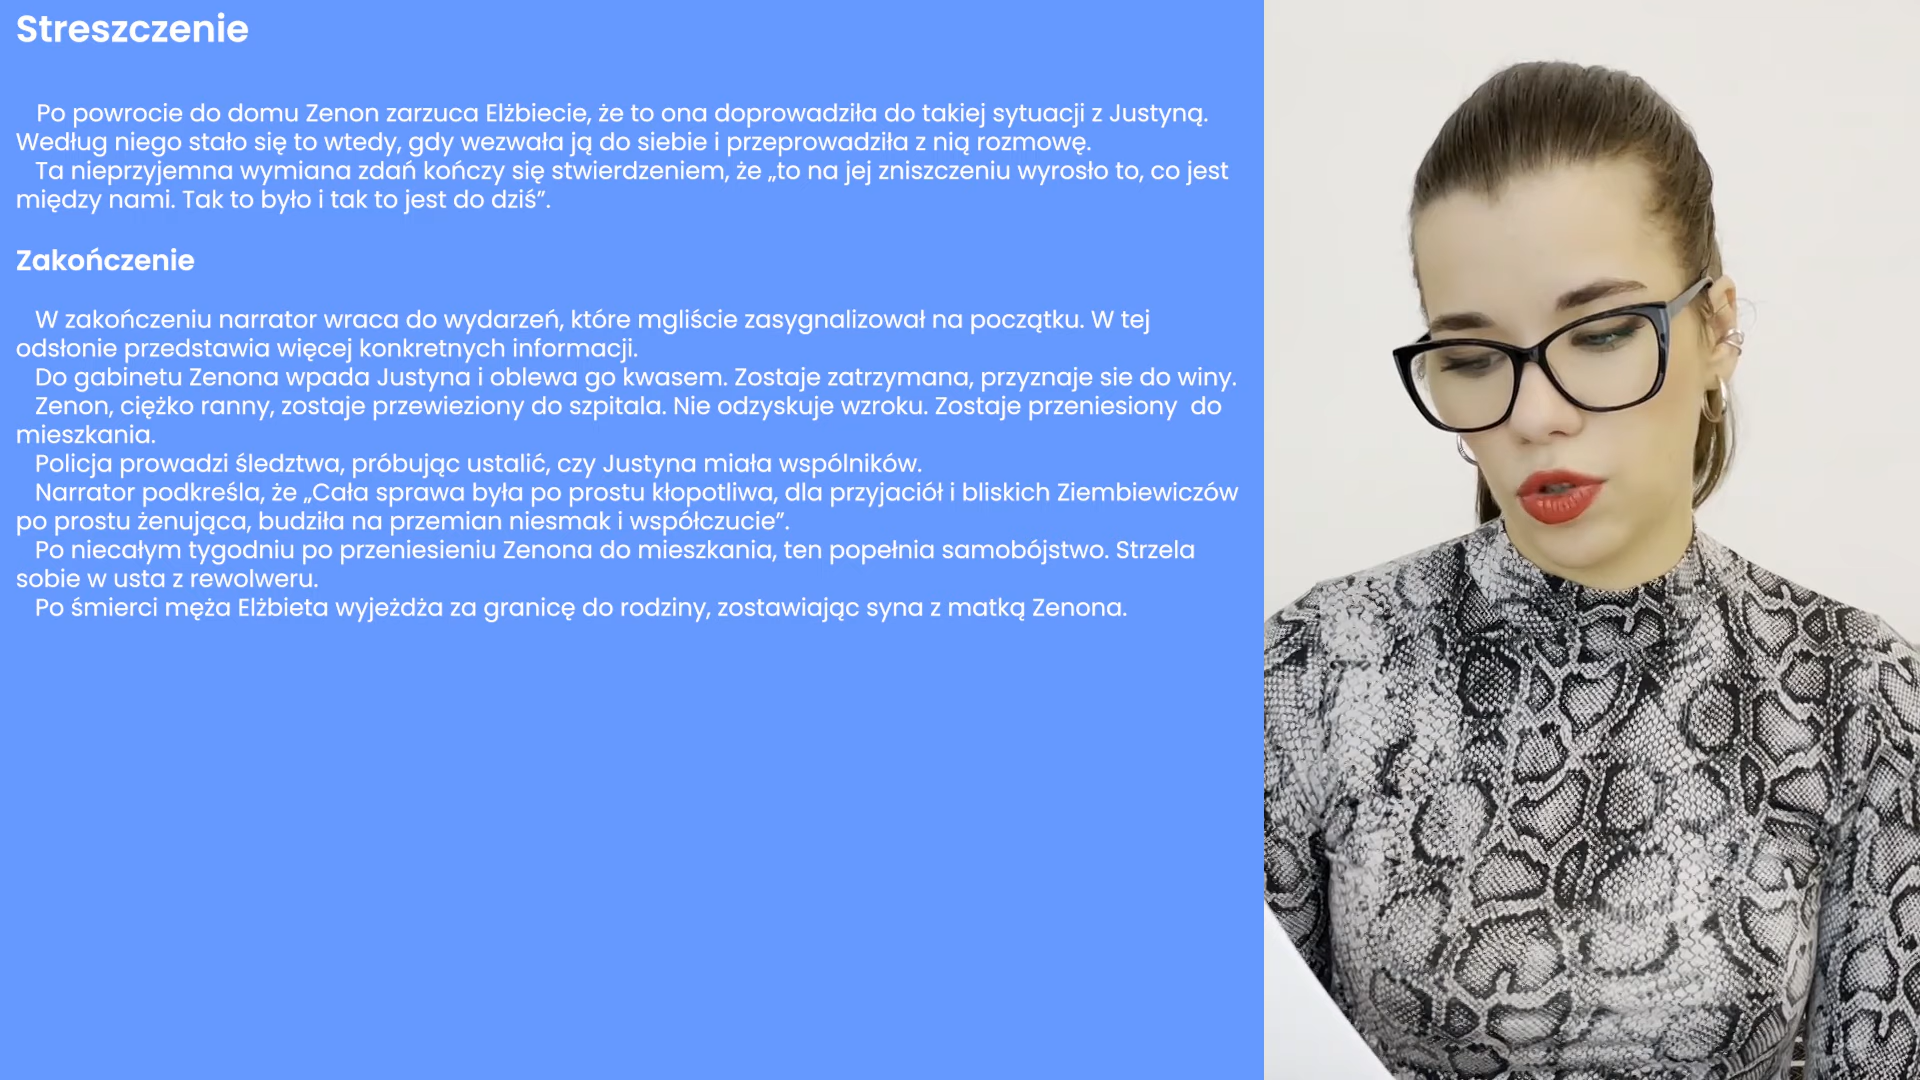 Streszczenie
Po powrocie do domu Zenon zarzuca Elżbiecie, że to ona doprowadziła do takiej sytuacji z Justyną.
Według niego stało się to wtedy, gdy wezwała ją do siebie i przeprowadziła z nią rozmowę.
Ta nieprzyjemna wymiana zdań kończy się stwierdzeniem, że „to na jej zniszczeniu wyrosło to, co jest
między nami. Tak to było i tak to jest do dziś”.
Zakończenie
W zakończeniu narrator wraca do wydarzeń, które mgliście zasygnalizował na początku. W tej
odsłonie przedstawia więcej konkretnych informacji.
Do gabinetu Zenona wpada Justyna i oblewa go kwasem. Zostaje zatrzymana, przyznaje sie do winy.
Zenon, ciężko ranny, zostaje przewieziony do szpitala. Nie odzyskuje wzroku. Zostaje przeniesiony  do
mieszkania.
Policja prowadzi śledztwa, próbując ustalić, czy Justyna miała wspólników.
Narrator podkreśla, że „Cała sprawa była po prostu kłopotliwa, dla przyjaciół i bliskich Ziembiewiczów
po prostu żenująca, budziła na przemian niesmak i współczucie”.
Po niecałym tygodniu po przeniesieniu Zenona do mieszkania, ten popełnia samobójstwo. Strzela
sobie w usta z rewolweru.
Po śmierci męża Elżbieta wyjeżdża za granicę do rodziny, zostawiając syna z matką Zenona.